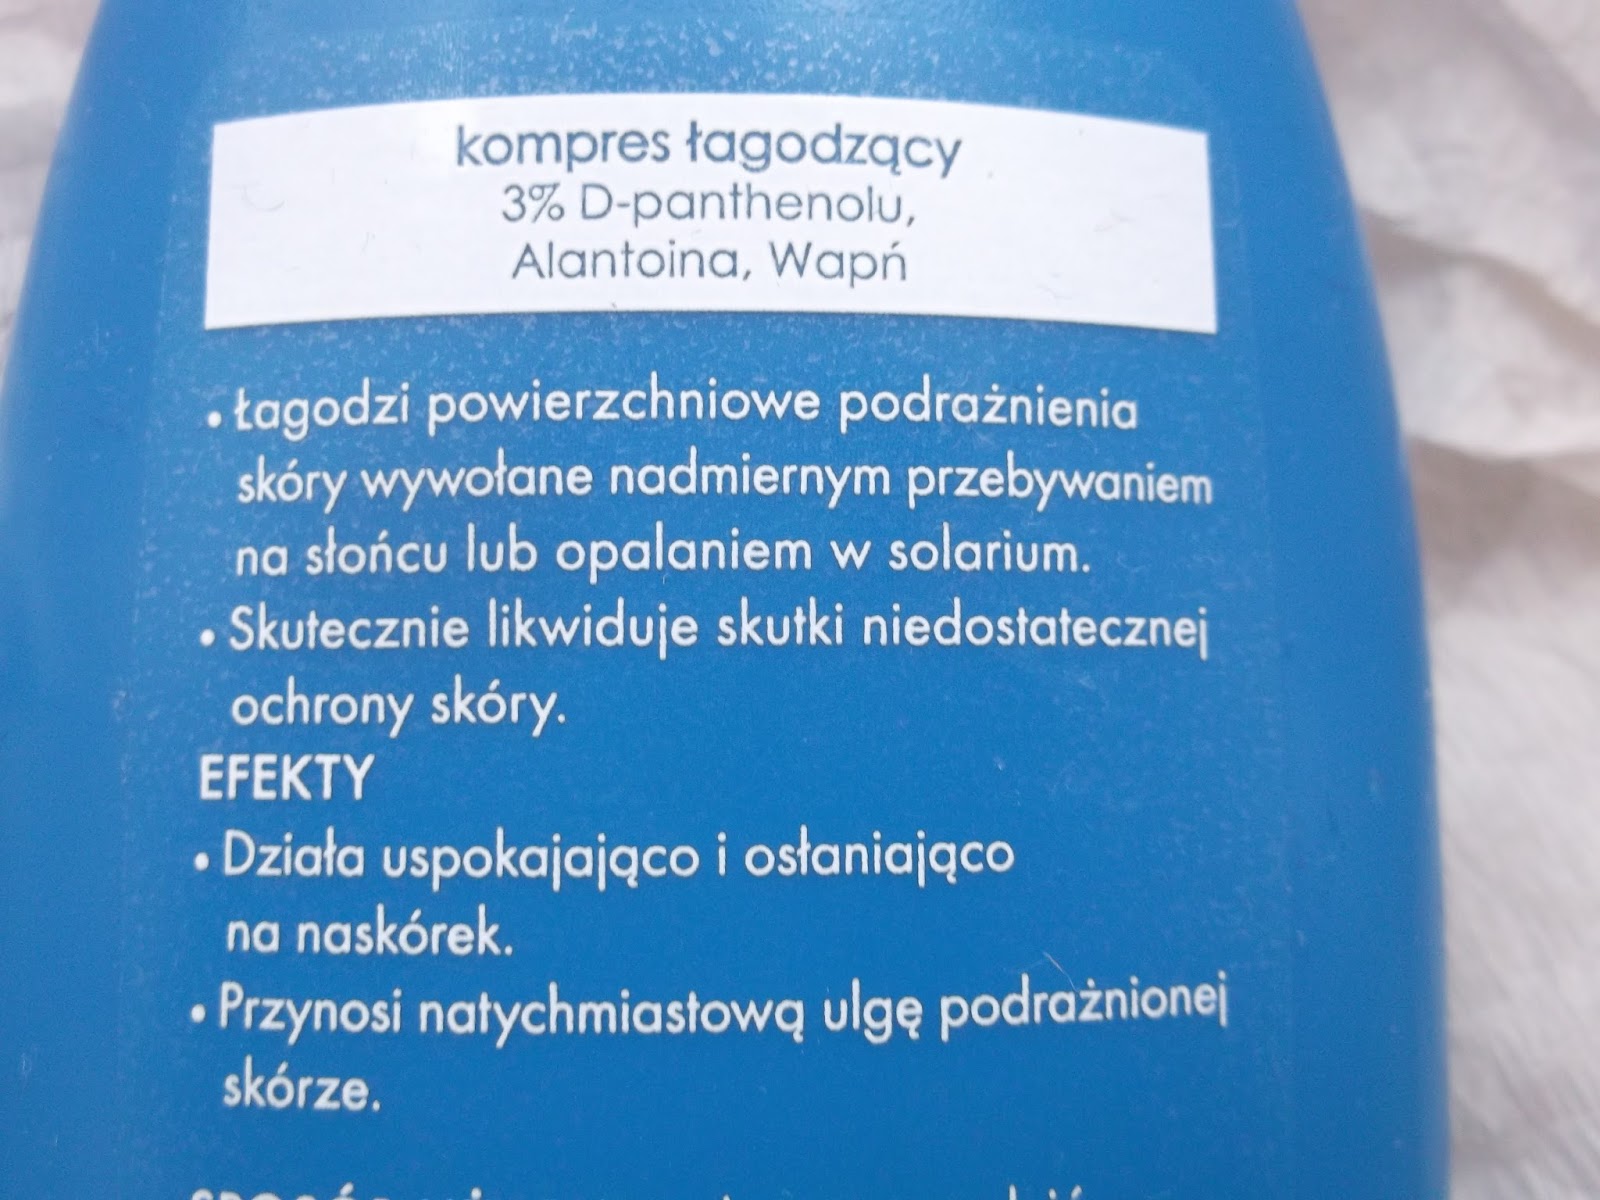 kompres łagodzący
3% D-panthenolu,
Alantoina, Wapń
• Łagodzi powierzchniowe podrażnienia
skóry wywołane nadmiernym przebywaniem
na słońcu lub opalaniem w solarium.
• Skutecznie likwiduje skutki niedostatecznej
ochrony skóry.
EFEKTY
• Działa uspokajająco i osłaniająco
na naskórek.
• Przynosi natychmiastową ulgę podrażnionej
skórze.